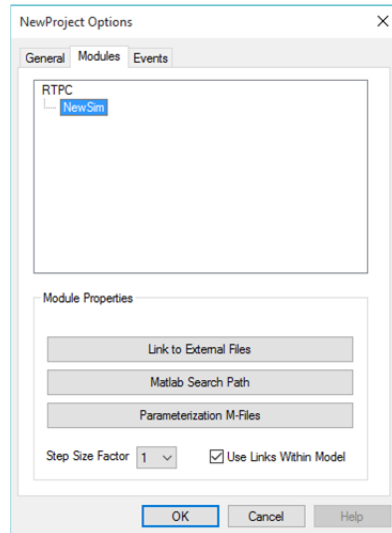 NewProject Options
General Modules Events
RTPC
NewSim
Module Properties
Link to External Files
Matlab Search Path
Parameterization M-Files
Step Size Factor 1 Use Links Within Model
OK Cancel Help